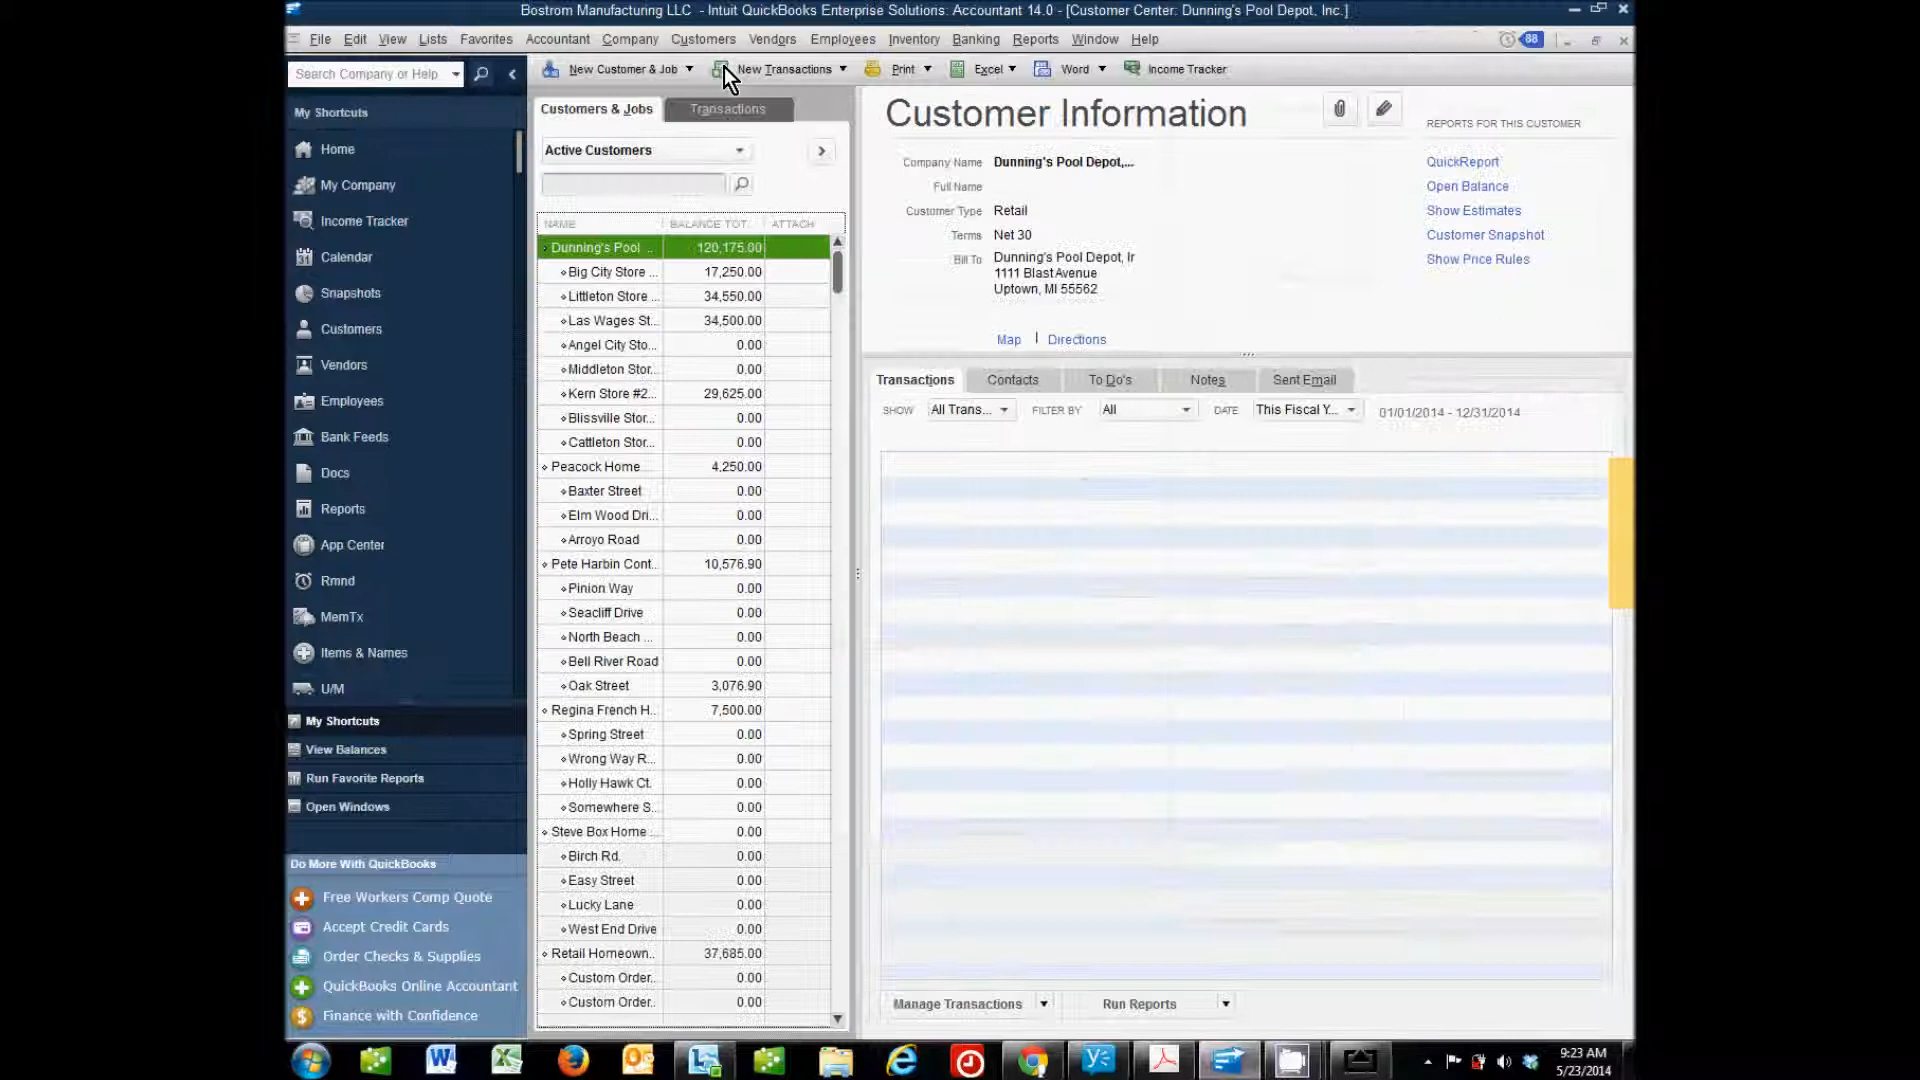 Bostrom Manufacturing LLC - Intuit QuickBooks Enterprise Solutions: Accountant 14.0 - [Customer Center: Dunning's Pool Depot, Inc.]
File Edit View Lists Favorites Accountant Company Customers Vendors Employees Inventory Banking Reports Window Help 88
Search Company or Help
New Customer & Job New Transactions Print Excel Word Income Tracker
My Shortcuts
Home
My Company
Income Tracker
Calendar
Snapshots
Customers
Vendors
Employees
Bank Feeds
Docs
Reports
App Center
Rmnd
MemTx
Items & Names
U/M
My Shortcuts
View Balances
Run Favorite Reports
Open Windows
Do More With QuickBooks
Free Workers Comp Quote
Accept Credit Cards
Order Checks & Supplies
QuickBooks Online Accountant
Finance with Confidence
Customers & Jobs Transactions
Active Customers
NAME BALANCE TOT... ATTACH
Dunning's Pool ... 120,175.00
Big City Store ... 17,250.00
Littleton Store ... 34,550.00
Las Wages St... 34,500.00
Angel City Sto... 0.00
Middleton Stor... 0.00
Kern Store #2... 29,625.00
Blissville Stor... 0.00
Cattleton Stor... 0.00
Peacock Home ... 4,250.00
Baxter Street 0.00
Elm Wood Dri... 0.00
Arroyo Road 0.00
Pete Harbin Cont... 10,576.90
Pinion Way 0.00
Seacliff Drive 0.00
North Beach ... 0.00
Bell River Road 0.00
Oak Street 3,076.90
Regina French H... 7,500.00
Spring Street 0.00
Wrong Way R... 0.00
Holly Hawk Ct. 0.00
Somewhere S... 0.00
Steve Box Home ... 0.00
Birch Rd. 0.00
Easy Street 0.00
Lucky Lane 0.00
West End Drive 0.00
Retail Homeown... 37,685.00
Custom Order... 0.00
Custom Order... 0.00
Customer Information
Company Name Dunning's Pool Depot,...
Full Name
Customer Type Retail
Terms Net 30
Bill To Dunning's Pool Depot, Ir
1111 Blast Avenue
Uptown, MI 55562
Map | Directions
REPORTS FOR THIS CUSTOMER
QuickReport
Open Balance
Show Estimates
Customer Snapshot
Show Price Rules
Transactions Contacts To Do's Notes Sent Email
SHOW All Trans... FILTER BY All DATE This Fiscal Y... 01/01/2014 - 12/31/2014
Manage Transactions Run Reports
9:23 AM
5/23/2014